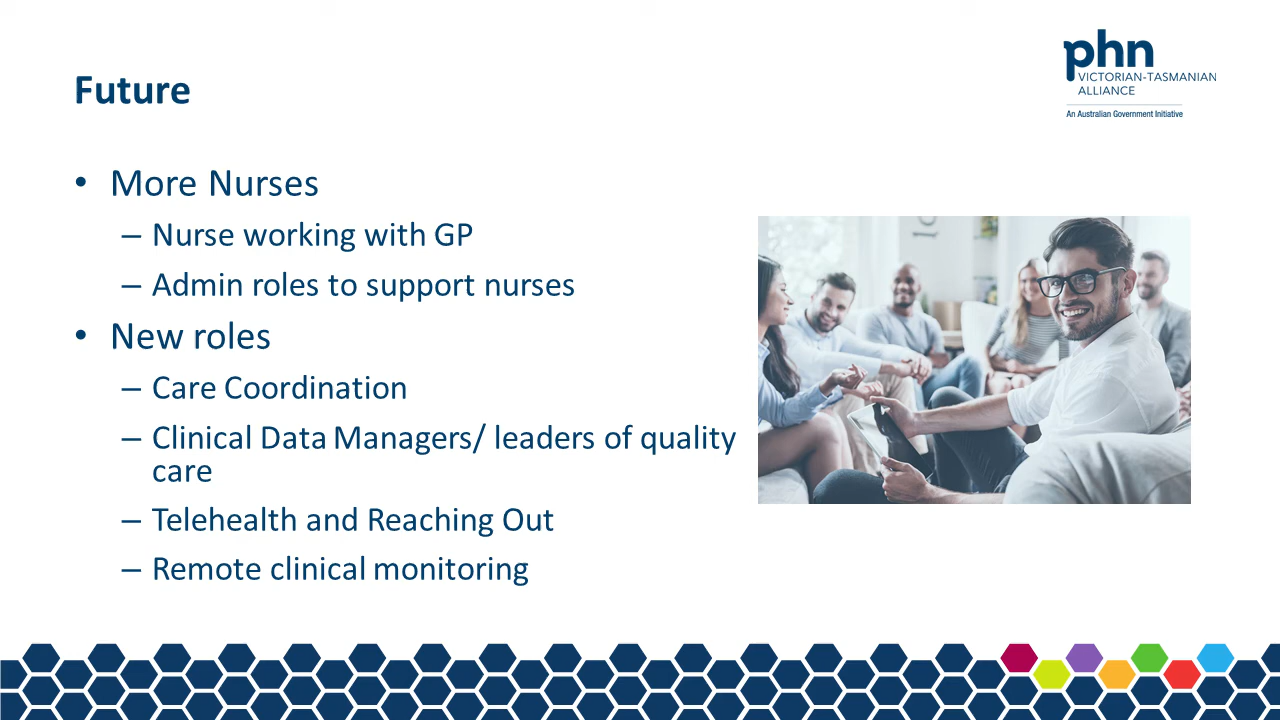 phn
VICTORIAN-TASMANIAN
ALLIANCE
An Australian Government Initiative
Future
• More Nurses
– Nurse working with GP
– Admin roles to support nurses
• New roles
– Care Coordination
– Clinical Data Managers/ leaders of quality
care
– Telehealth and Reaching Out
– Remote clinical monitoring